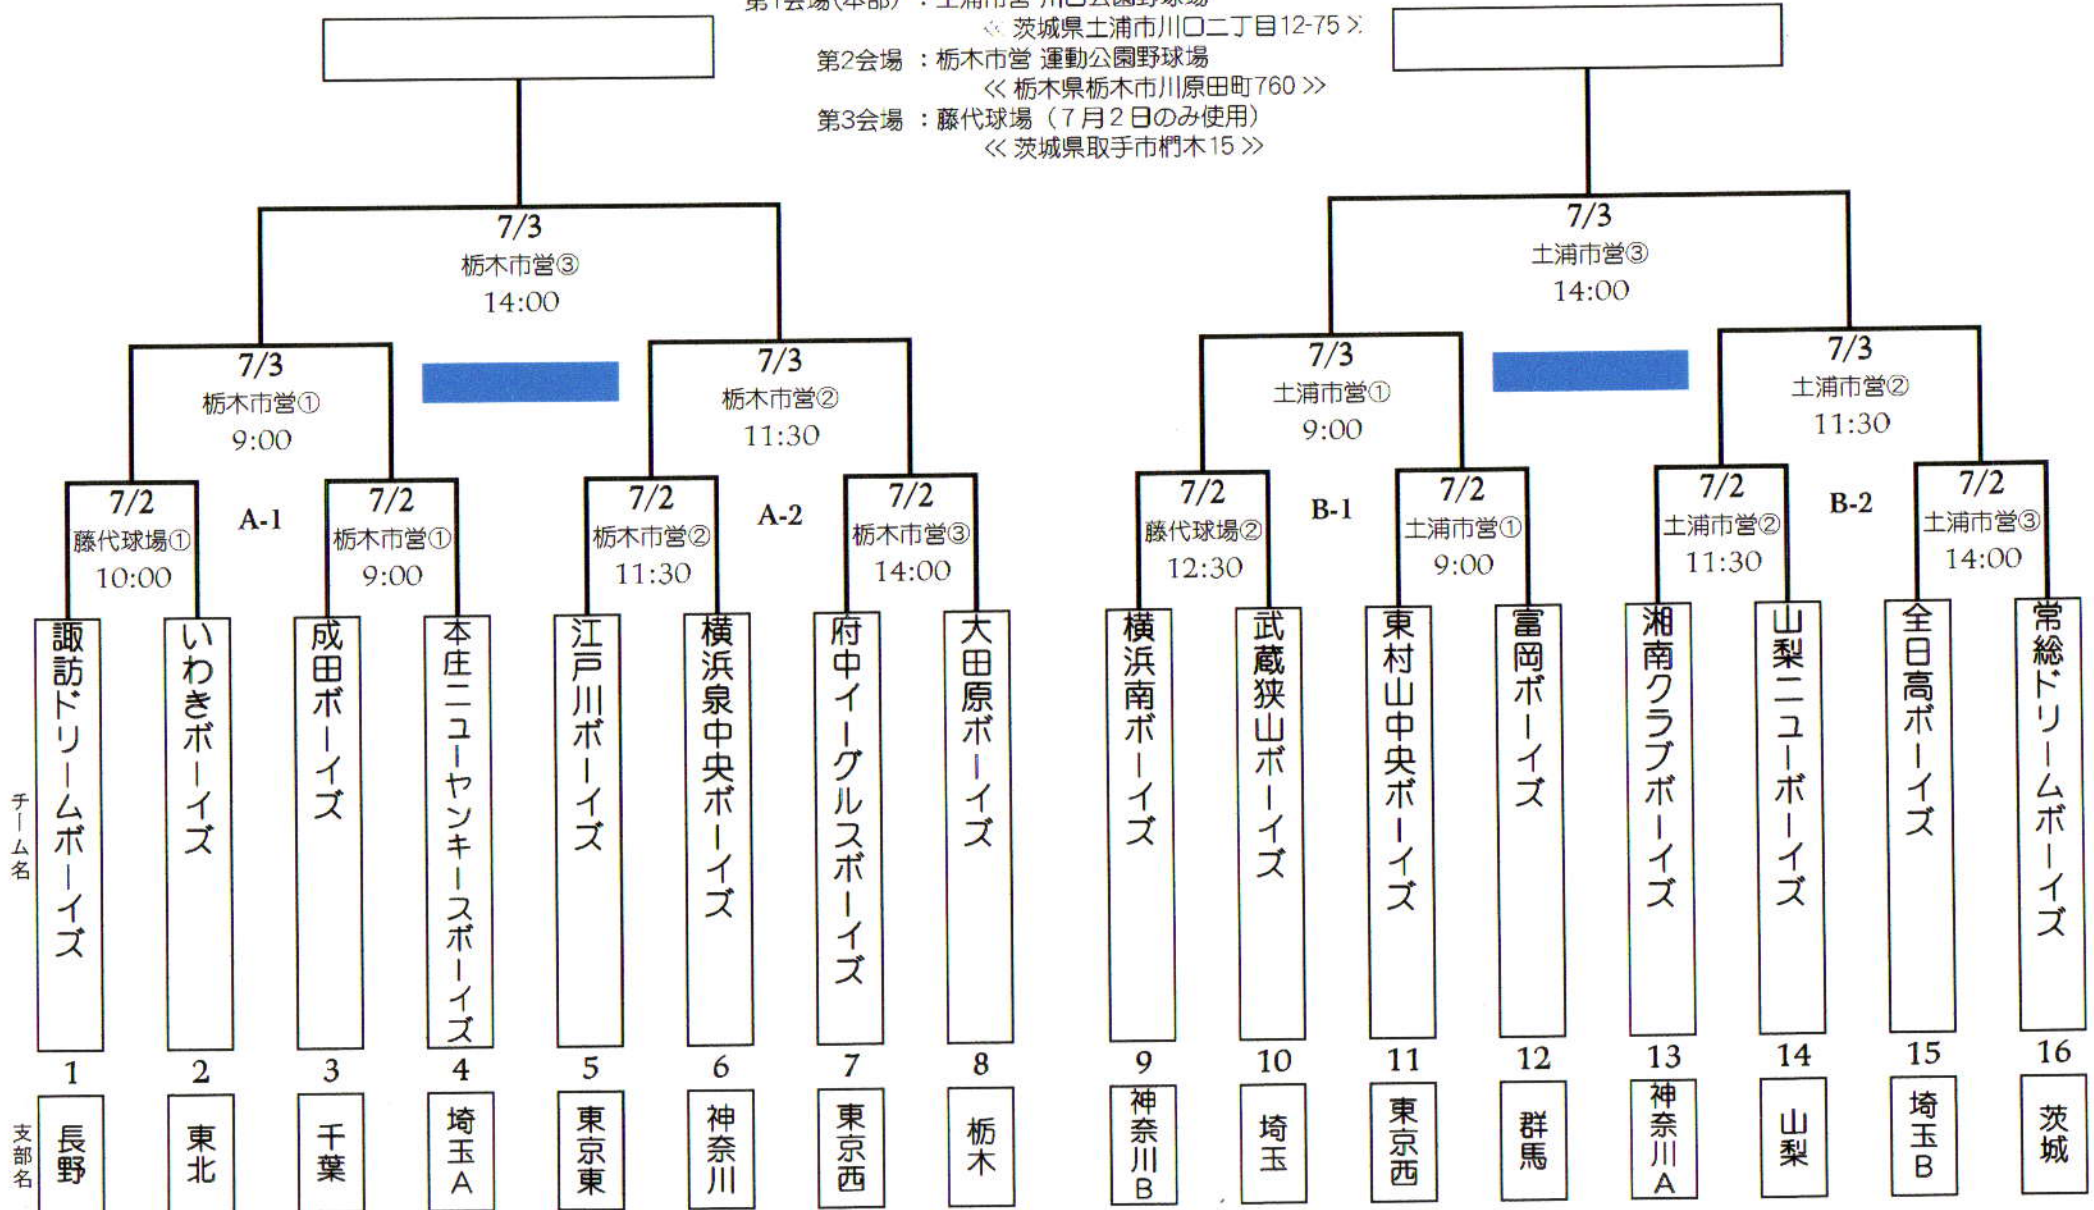 第1会場(本部)：土浦市営 川口公園野球場
≪ 茨城県土浦市川口二丁目12-75 ≫
第2会場：栃木市営 運動公園野球場
≪ 栃木県栃木市川原田町760 ≫
第3会場：藤代球場（7月2日のみ使用）
≪ 茨城県取手市椚木15 ≫
7/3
栃木市営③
14:00
7/3
土浦市営③
14:00
7/3
栃木市営①
9:00
7/3
栃木市営②
11:30
7/3
土浦市営①
9:00
7/3
土浦市営②
11:30
7/2
藤代球場①
10:00
A-1
7/2
栃木市営①
9:00
7/2
栃木市営②
11:30
A-2
7/2
栃木市営③
14:00
7/2
藤代球場②
12:30
B-1
7/2
土浦市営①
9:00
7/2
土浦市営②
11:30
B-2
7/2
土浦市営③
14:00
チーム名
諏訪ドリームボーイズ
いわきボーイズ
成田ボーイズ
本庄ニューヤンキースボーイズ
江戸川ボーイズ
横浜泉中央ボーイズ
府中イーグルスボーイズ
大田原ボーイズ
横浜南ボーイズ
武蔵狭山ボーイズ
東村山中央ボーイズ
富岡ボーイズ
湘南クラブボーイズ
山梨ニューボーイズ
全日高ボーイズ
常総ドリームボーイズ
1 2 3 4 5 6 7 8 9 10 11 12 13 14 15 16
支部名
長野
東北
千葉
埼玉A
東京東
神奈川
東京西
栃木
神奈川B
埼玉
東京西
群馬
神奈川A
山梨
埼玉B
茨城